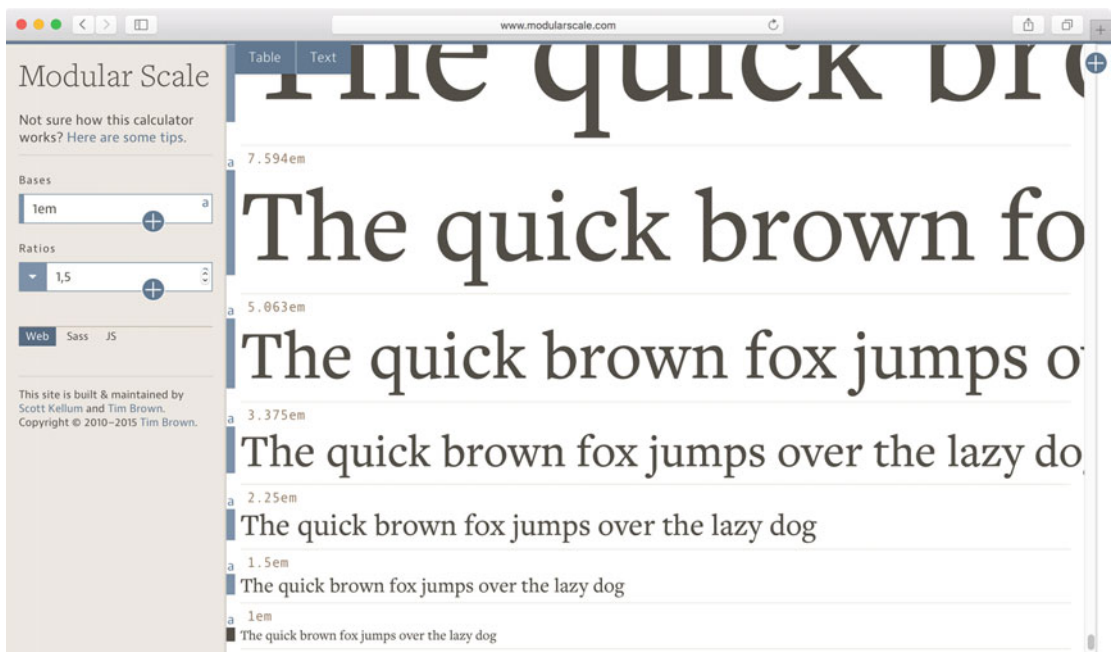 www.modularscale.com
Modular Scale
Not sure how this calculator
works? Here are some tips.
Bases
1em
a
Ratios
1,5
Web Sass JS
This site is built & maintained by
Scott Kellum and Tim Brown.
Copyright © 2010–2015 Tim Brown.
Table Text
The quick bro
a 7.594em
The quick brown fo
a 5.063em
The quick brown fox jumps o
a 3.375em
The quick brown fox jumps over the lazy do
a 2.25em
The quick brown fox jumps over the lazy dog
a 1.5em
The quick brown fox jumps over the lazy dog
a 1em
The quick brown fox jumps over the lazy dog